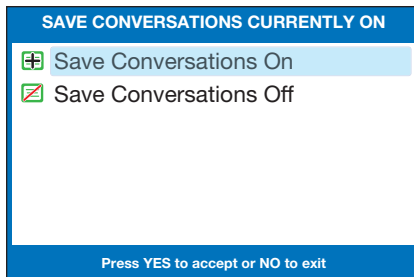 SAVE CONVERSATIONS CURRENTLY ON
Save Conversations On
Save Conversations Off
Press YES to accept or NO to exit